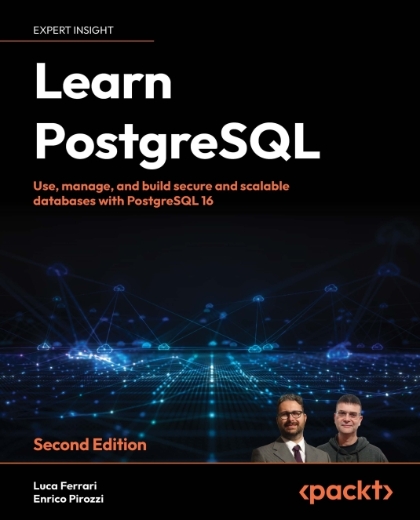 EXPERT INSIGHT
Learn
PostgreSQL
Use, manage, and build secure and scalable
databases with PostgreSQL 16
Second Edition
Luca Ferrari
Enrico Pirozzi
<packt>